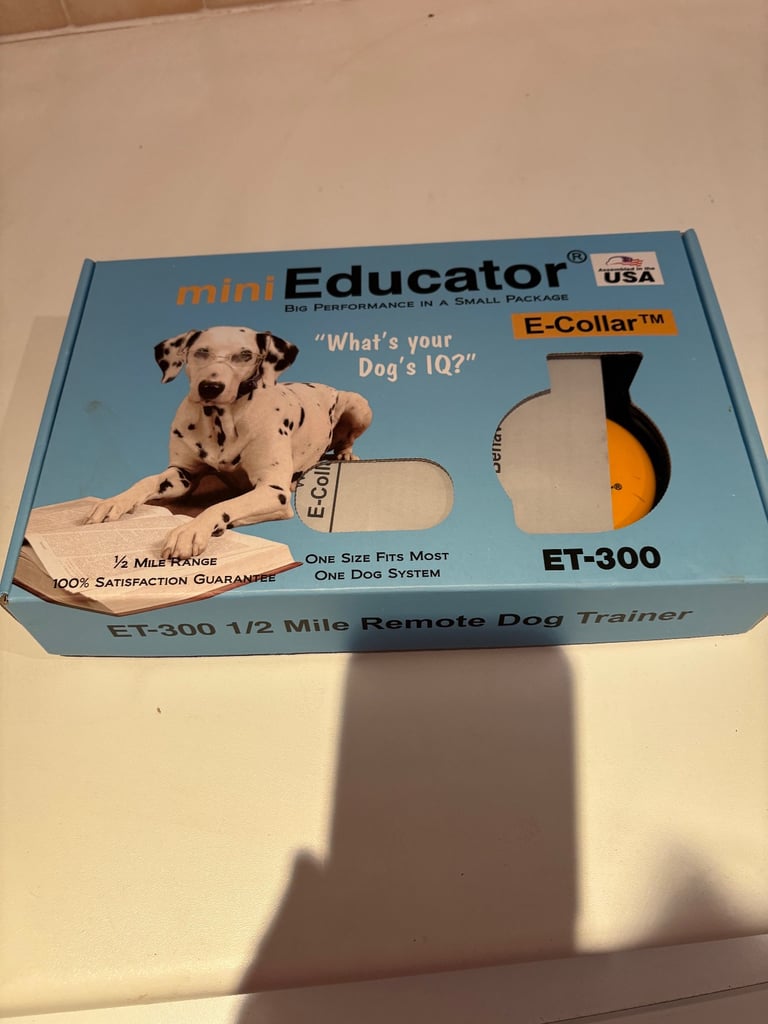 mini Educator®
BIG PERFORMANCE IN A SMALL PACKAGE
Assembled in the
USA
E-Collar™
"What's your
Dog's IQ?"
E-Coll
®
½ MILE RANGE
100% SATISFACTION GUARANTEE
ONE SIZE FITS MOST
ONE DOG SYSTEM
ET-300
ET-300 1/2 Mile Remote Dog Trainer